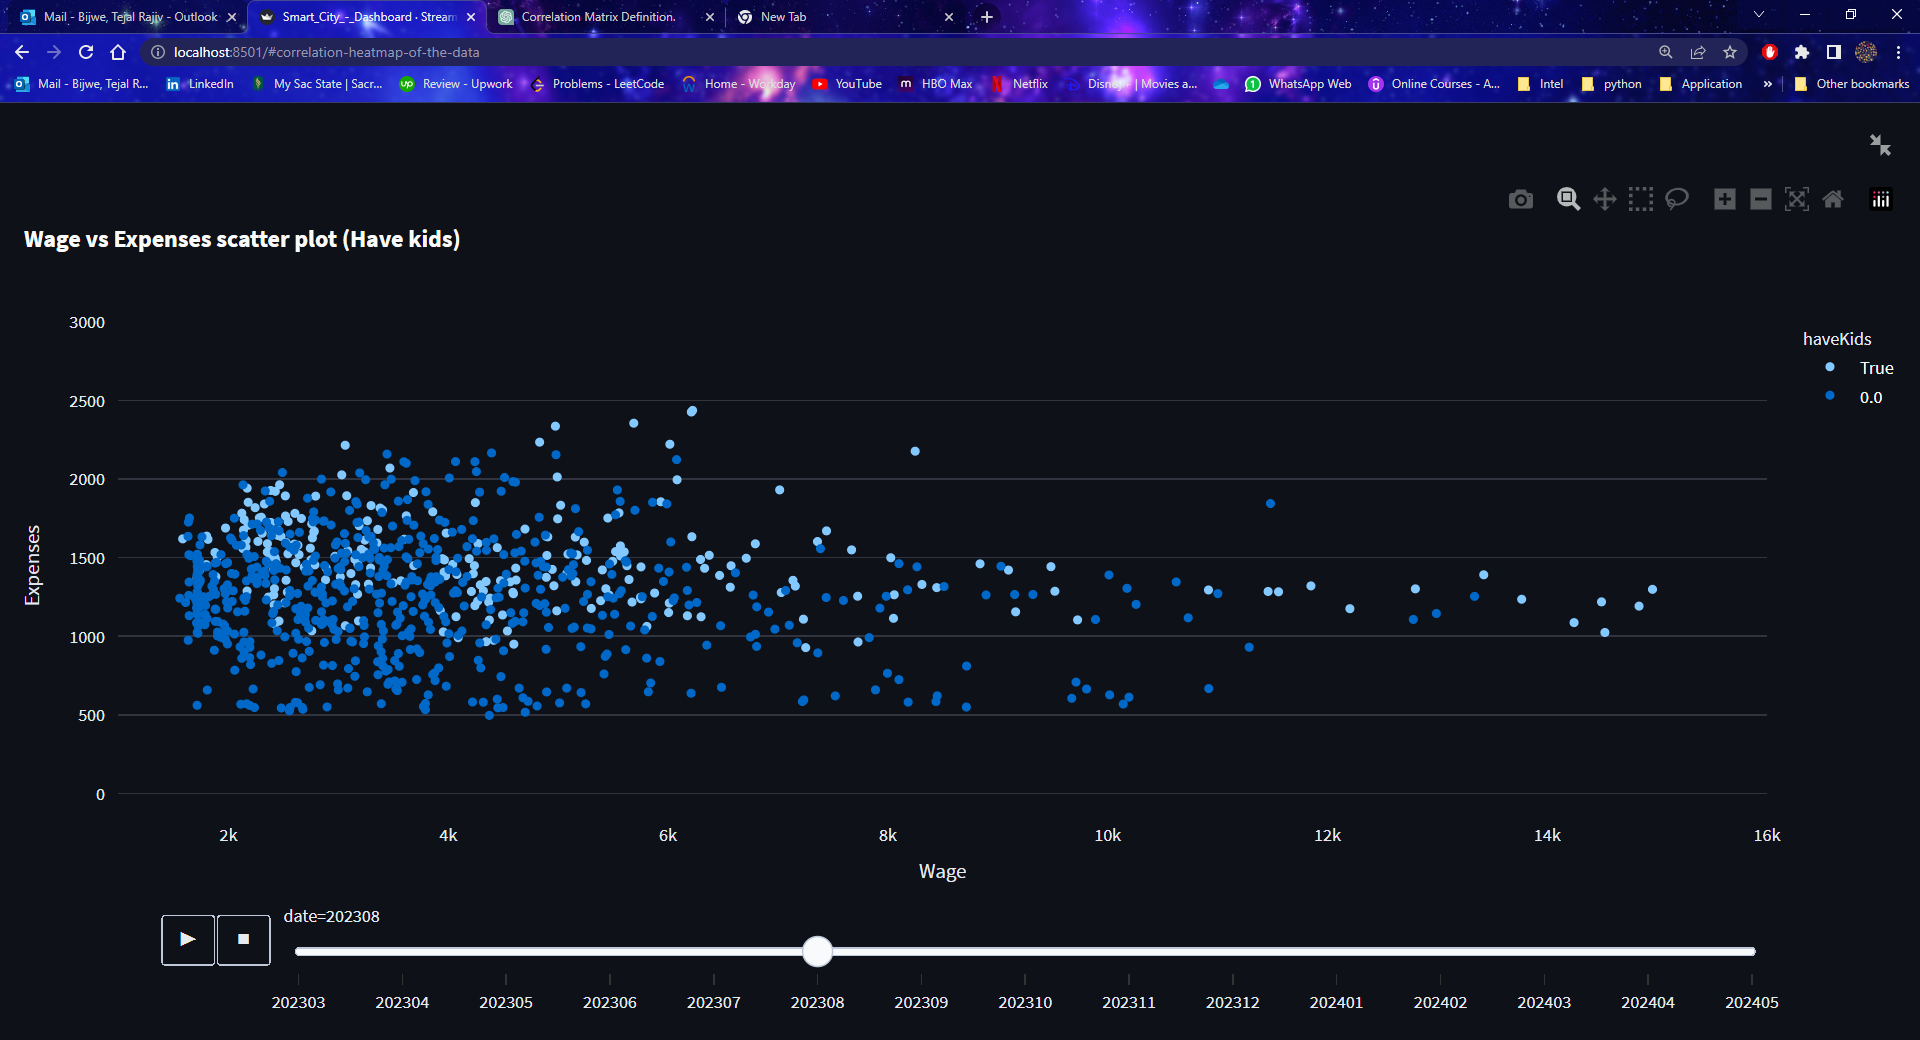 Mail - Bijwe, Tejal Rajiv - Outlook Smart_City_-_Dashboard · Stream Correlation Matrix Definition. New Tab
localhost:8501/#correlation-heatmap-of-the-data
Mail - Bijwe, Tejal R... LinkedIn My Sac State | Sacr... Review - Upwork Problems - LeetCode Home - Workday YouTube HBO Max Netflix Disney+ | Movies a... WhatsApp Web Online Courses - A... Intel python Application » Other bookmarks
Wage vs Expenses scatter plot (Have kids)
3000
haveKids
True
0.0
2500
2000
1500
1000
500
0
Expenses
2k 4k 6k 8k 10k 12k 14k 16k
Wage
date=202308
202303 202304 202305 202306 202307 202308 202309 202310 202311 202312 202401 202402 202403 202404 202405